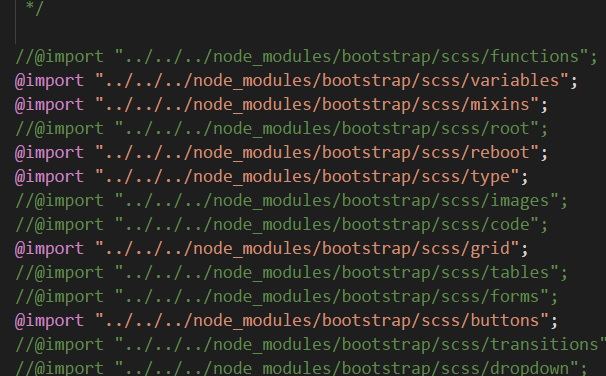 */
//@import "../../../node_modules/bootstrap/scss/functions";
@import "../../../node_modules/bootstrap/scss/variables";
@import "../../../node_modules/bootstrap/scss/mixins";
//@import "../../../node_modules/bootstrap/scss/root";
@import "../../../node_modules/bootstrap/scss/reboot";
@import "../../../node_modules/bootstrap/scss/type";
//@import "../../../node_modules/bootstrap/scss/images";
//@import "../../../node_modules/bootstrap/scss/code";
@import "../../../node_modules/bootstrap/scss/grid";
//@import "../../../node_modules/bootstrap/scss/tables";
//@import "../../../node_modules/bootstrap/scss/forms";
@import "../../../node_modules/bootstrap/scss/buttons";
//@import "../../../node_modules/bootstrap/scss/transitions"
//@import "../../../node_modules/bootstrap/scss/dropdown";